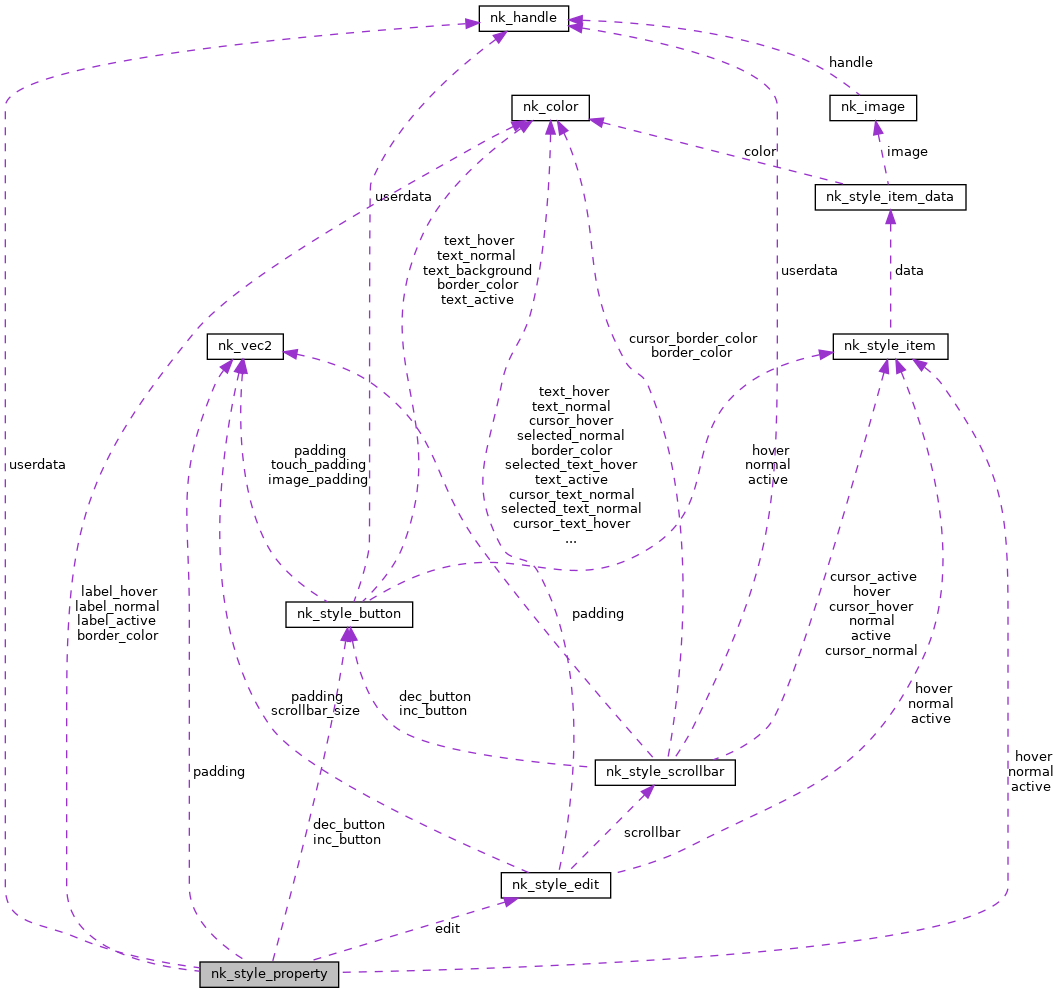 nk_handle
handle
nk_color
nk_image
color
image
userdata
nk_style_item_data
text_hover
text_normal
text_background
border_color
text_active
userdata
data
nk_vec2
cursor_border_color
border_color
nk_style_item
text_hover
text_normal
cursor_hover
selected_normal
border_color
selected_text_hover
text_active
cursor_text_normal
selected_text_normal
cursor_text_hover
...
padding
touch_padding
image_padding
hover
normal
active
userdata
label_hover
label_normal
label_active
border_color
nk_style_button
padding
cursor_active
hover
cursor_hover
normal
active
cursor_normal
padding
scrollbar_size
dec_button
inc_button
hover
normal
active
padding
nk_style_scrollbar
hover
normal
active
dec_button
inc_button
scrollbar
nk_style_edit
edit
nk_style_property